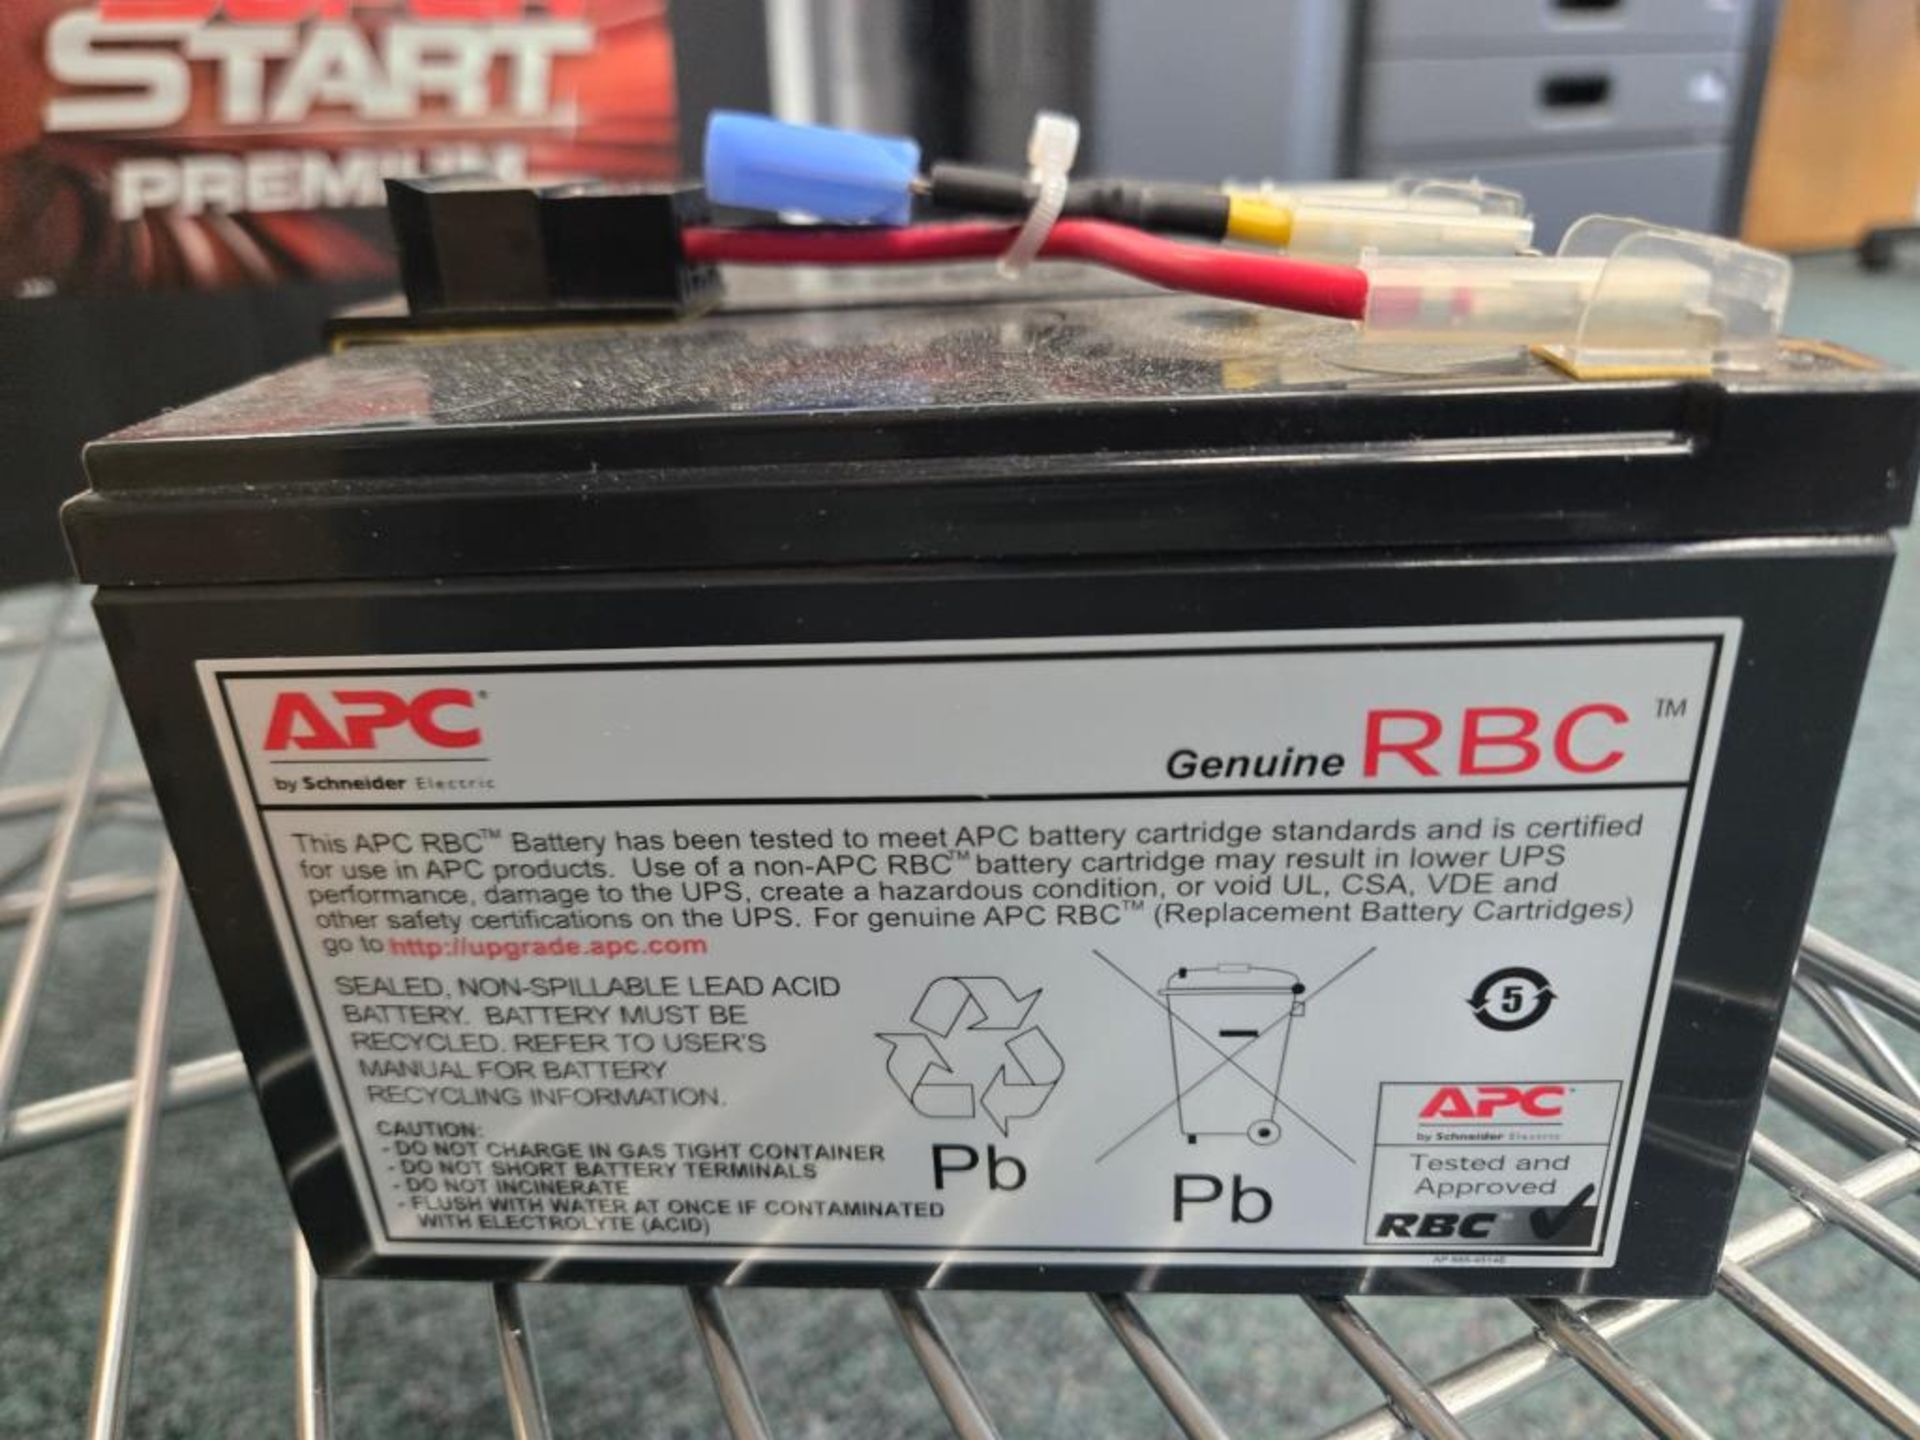 SUPER
START
PREMIUM
APC
by Schneider Electric
Genuine RBC™
This APC RBC™ Battery has been tested to meet APC battery cartridge standards and is certified
for use in APC products. Use of a non-APC RBC™ battery cartridge may result in lower UPS
performance, damage to the UPS, create a hazardous condition, or void UL, CSA, VDE and
other safety certifications on the UPS. For genuine APC RBC™ (Replacement Battery Cartridges)
go to http://upgrade.apc.com
SEALED, NON-SPILLABLE LEAD ACID
BATTERY. BATTERY MUST BE
RECYCLED. REFER TO USER'S
MANUAL FOR BATTERY
RECYCLING INFORMATION.
CAUTION:
- DO NOT CHARGE IN GAS TIGHT CONTAINER
- DO NOT SHORT BATTERY TERMINALS
- DO NOT INCINERATE
- FLUSH WITH WATER AT ONCE IF CONTAMINATED
WITH ELECTROLYTE (ACID)
Pb
Pb
5
APC
by Schneider Electric
Tested and
Approved
RBC